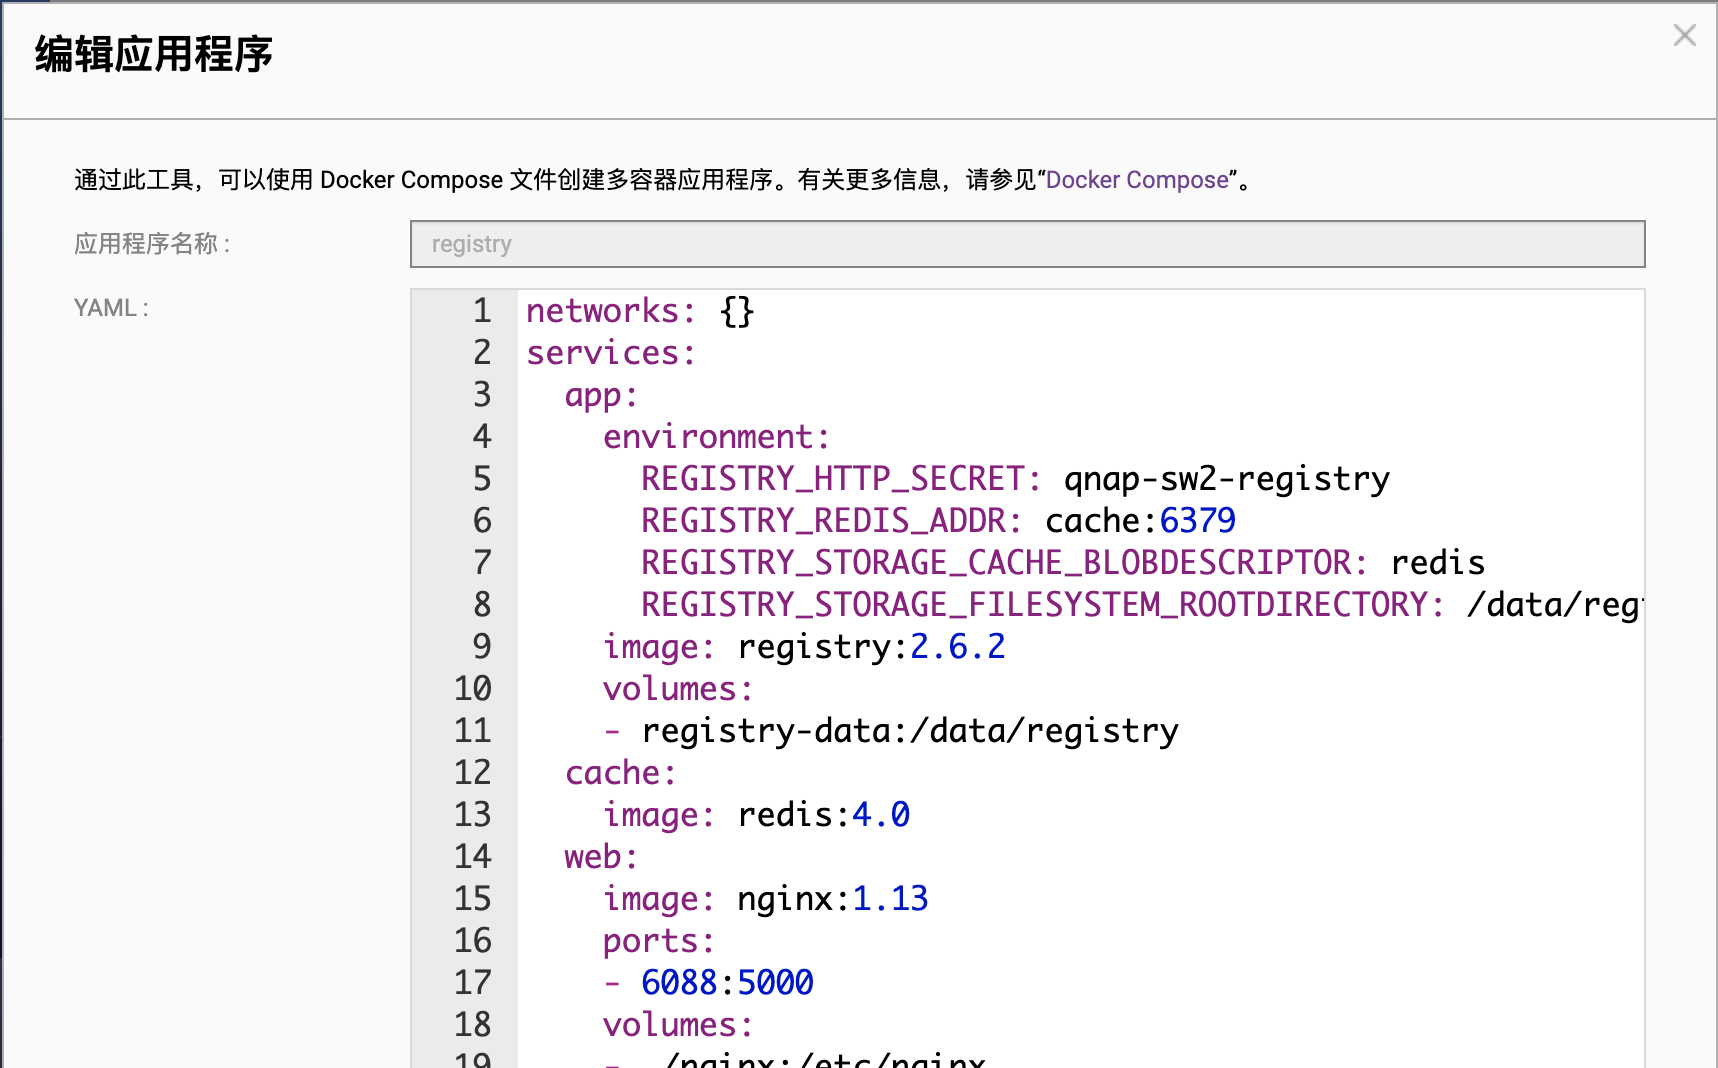 编辑应用程序
通过此工具，可以使用 Docker Compose 文件创建多容器应用程序。有关更多信息，请参见“Docker Compose”。
应用程序名称 :
registry
YAML :
1 networks: {}
2 services:
3   app:
4     environment:
5       REGISTRY_HTTP_SECRET: qnap-sw2-registry
6       REGISTRY_REDIS_ADDR: cache:6379
7       REGISTRY_STORAGE_CACHE_BLOBDESCRIPTOR: redis
8       REGISTRY_STORAGE_FILESYSTEM_ROOTDIRECTORY: /data/reg
9     image: registry:2.6.2
10     volumes:
11     - registry-data:/data/registry
12   cache:
13     image: redis:4.0
14   web:
15     image: nginx:1.13
16     ports:
17     - 6088:5000
18     volumes:
19     - ./nginx:/etc/nginx